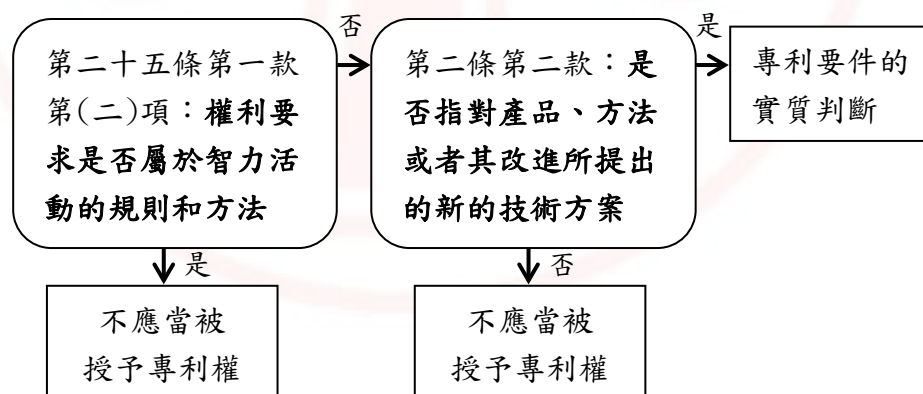 第二十五條第一款
第(二)項：權利要
求是否屬於智力活
動的規則和方法
否
第二條第二款：是
否指對產品、方法
或者其改進所提出
的新的技術方案
是
專利要件的
實質判斷
是
不應當被
授予專利權
否
不應當被
授予專利權